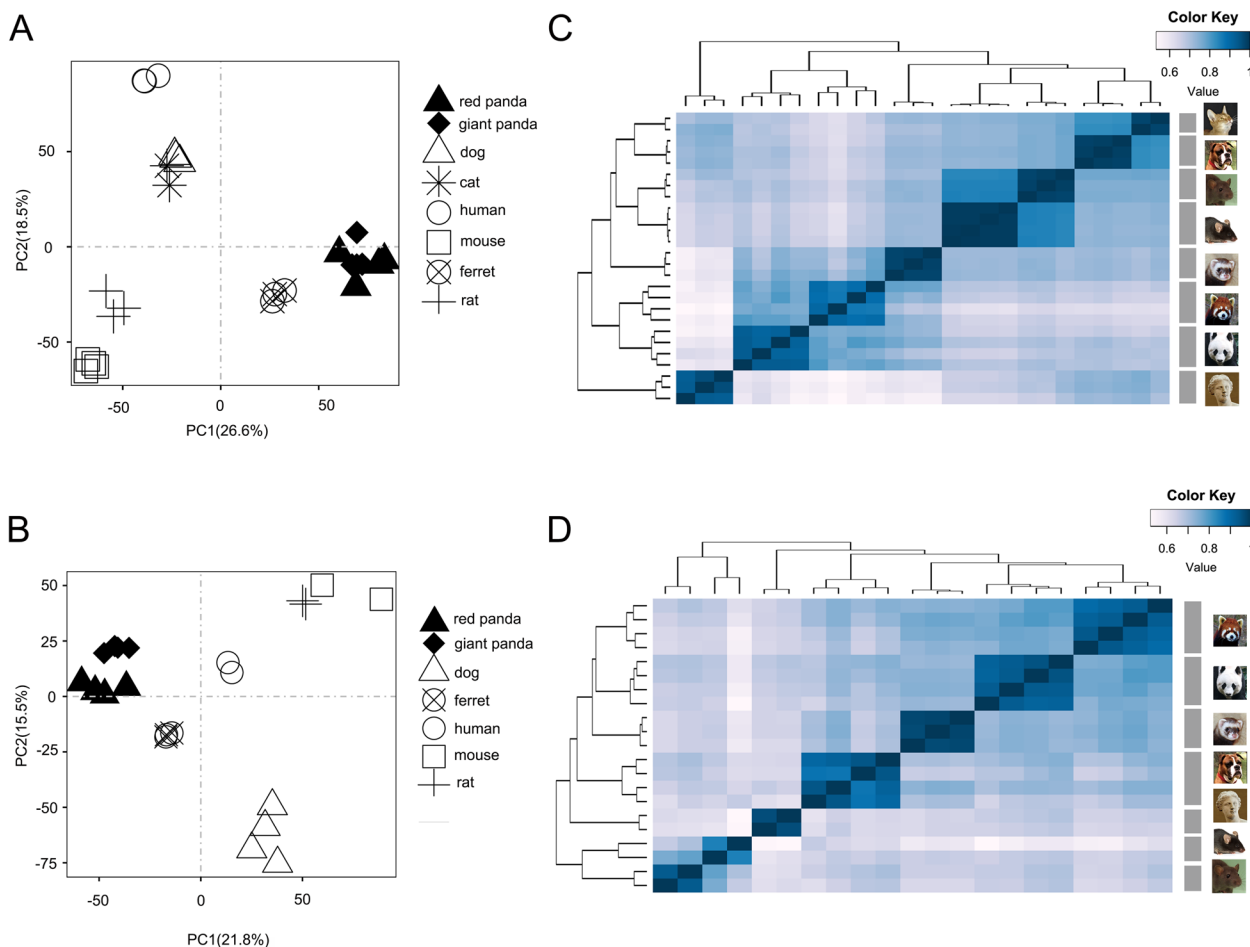 A
50
0
-50
-50
0
50
PC2(18.5%)
PC1(26.6%)
red panda
giant panda
dog
cat
human
mouse
ferret
rat
C
Color Key
0.6
0.8
1
Value
B
50
25
0
-25
-50
-75
-50
0
50
PC2(15.5%)
PC1(21.8%)
red panda
giant panda
dog
ferret
human
mouse
rat
D
Color Key
0.6
0.8
1
Value